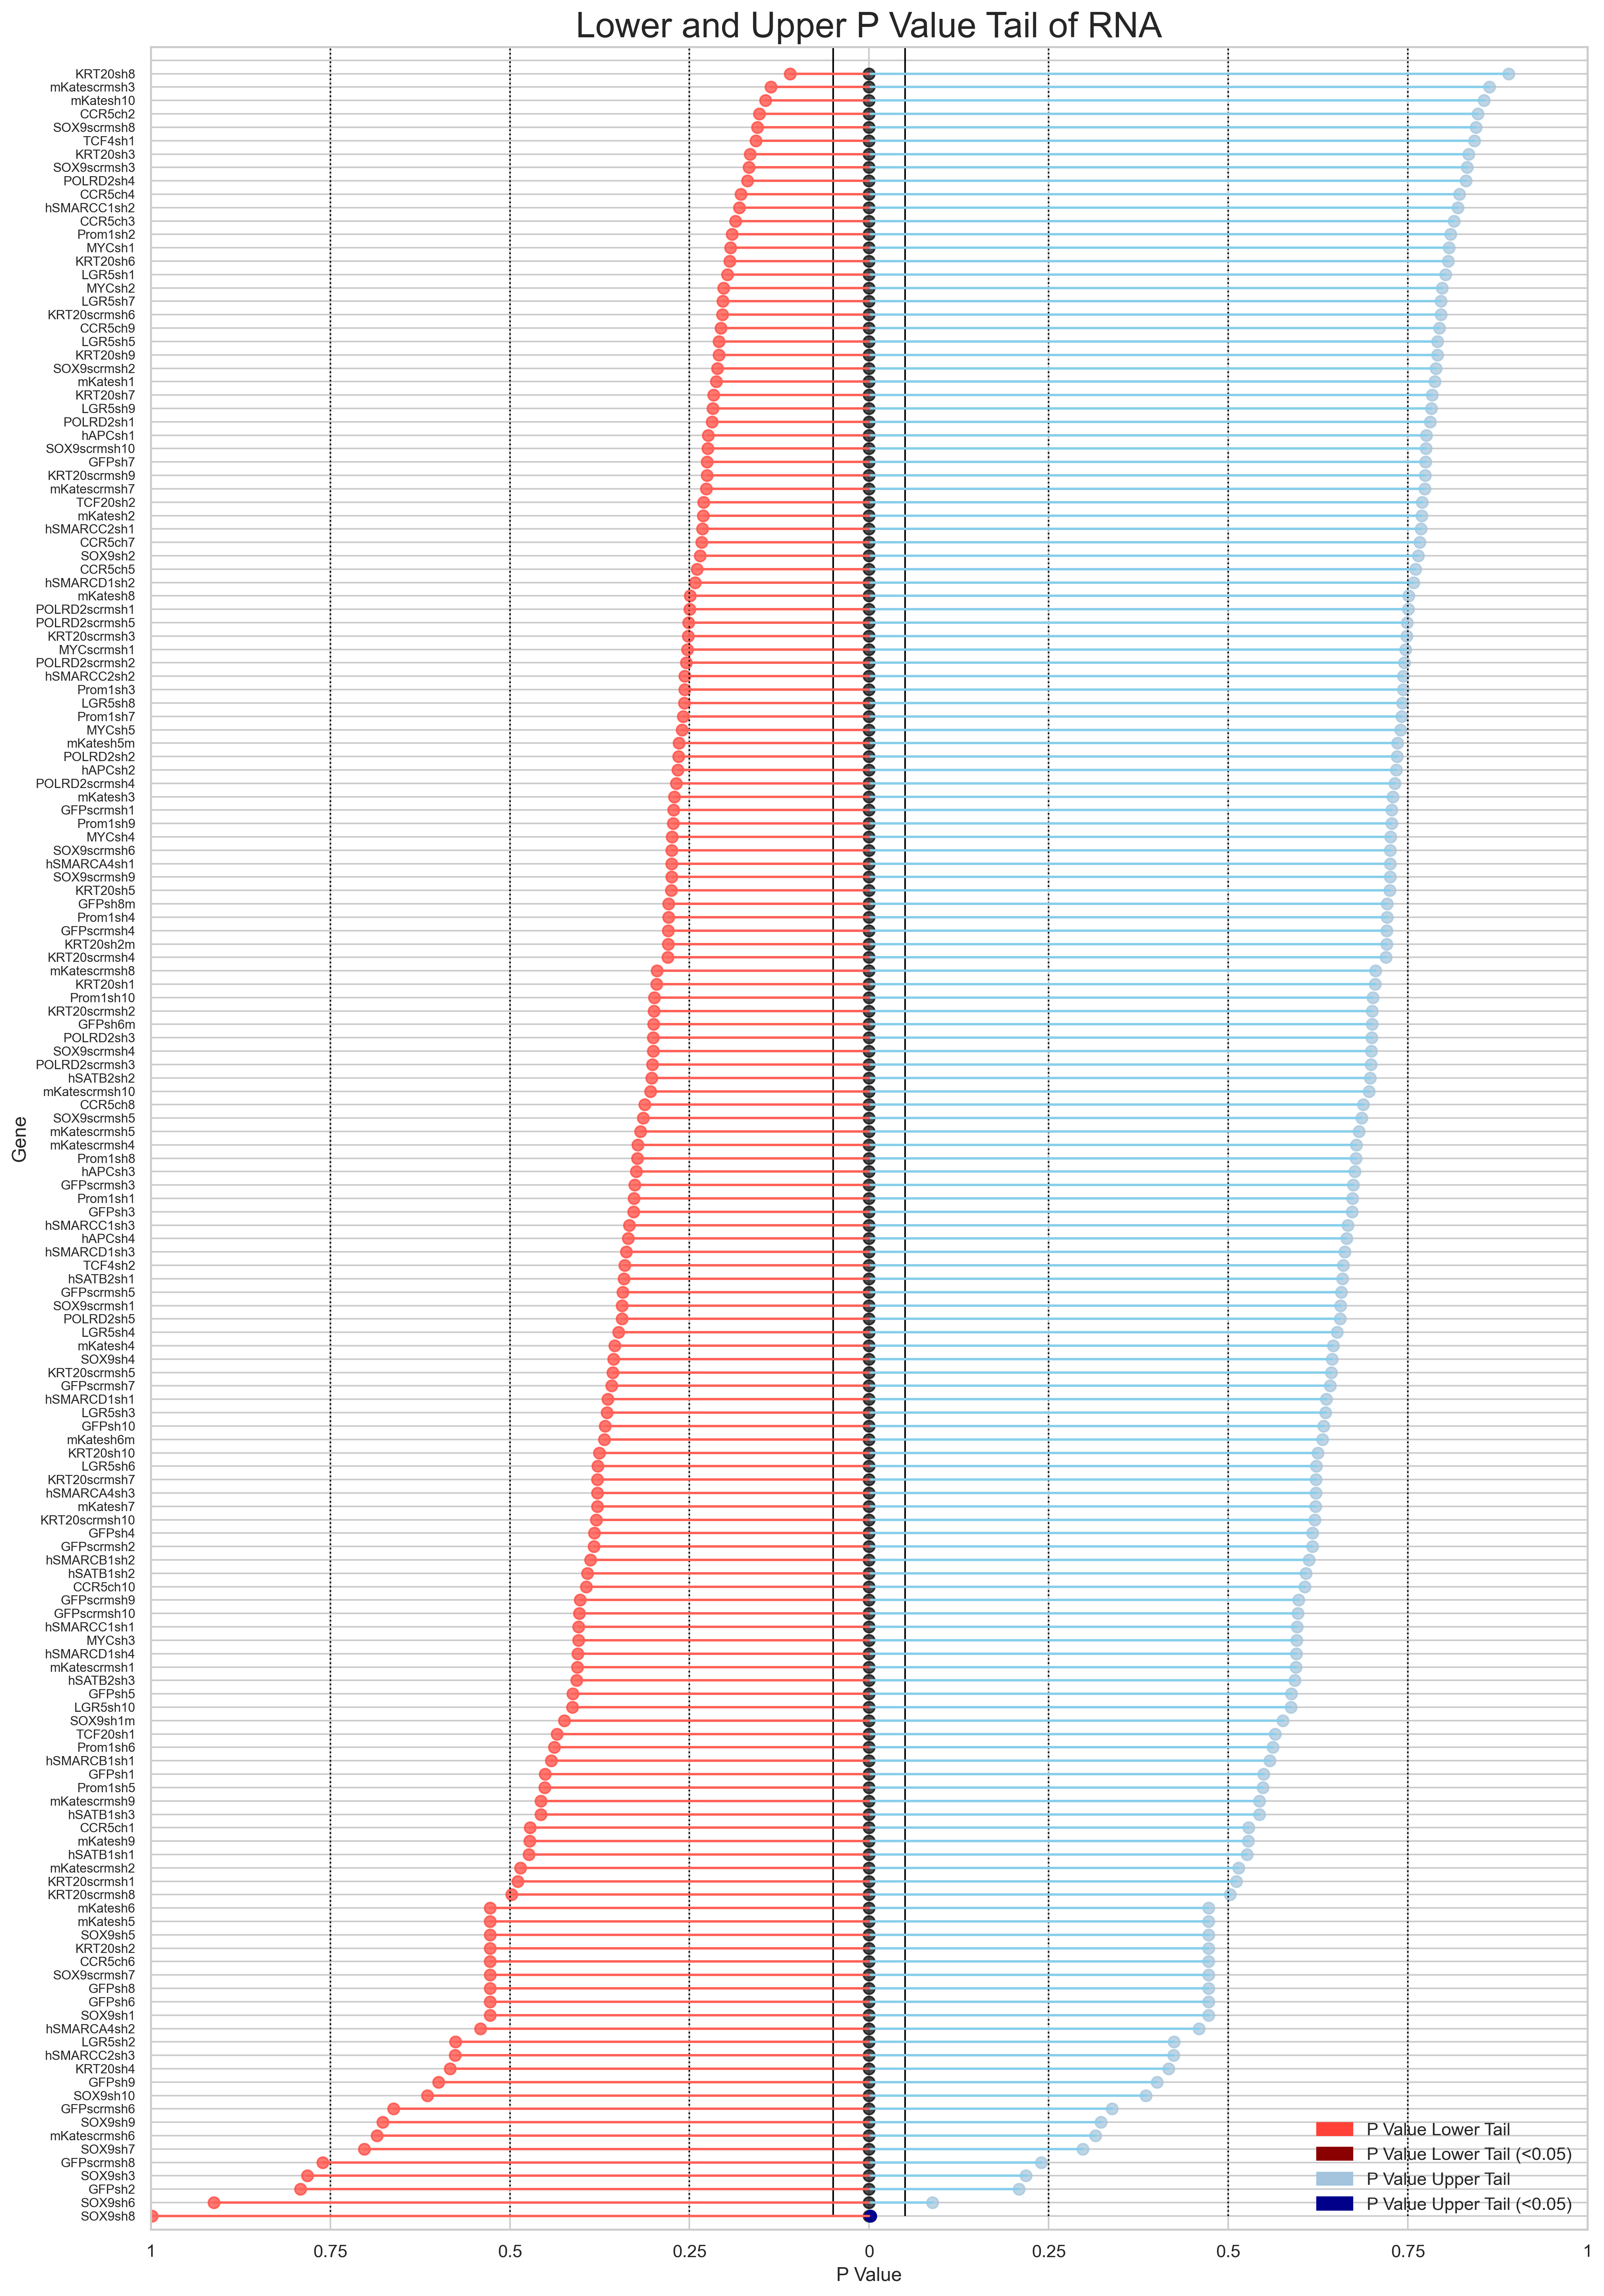 Lower and Upper P Value Tail of RNA
KRT20sh8
mKatescrmsh3
mKatesh10
CCR5ch2
SOX9scrmsh8
TCF4sh1
KRT20sh3
SOX9scrmsh3
POLRD2sh4
CCR5ch4
hSMARCC1sh2
CCR5ch3
Prom1sh2
MYCsh1
KRT20sh6
LGR5sh1
MYCsh2
LGR5sh7
KRT20scrmsh6
CCR5ch9
LGR5sh5
KRT20sh9
SOX9scrmsh2
mKatesh1
KRT20sh7
LGR5sh9
POLRD2sh1
hAPCsh1
SOX9scrmsh10
GFPsh7
KRT20scrmsh9
mKatescrmsh7
TCF20sh2
mKatesh2
hSMARCC2sh1
CCR5ch7
SOX9sh2
CCR5ch5
hSMARCD1sh2
mKatesh8
POLRD2scrmsh1
POLRD2scrmsh5
KRT20scrmsh3
MYCscrmsh1
POLRD2scrmsh2
hSMARCC2sh2
Prom1sh3
LGR5sh8
Prom1sh7
MYCsh5
mKatesh5m
POLRD2sh2
hAPCsh2
POLRD2scrmsh4
mKatesh3
GFPscrmsh1
Prom1sh9
MYCsh4
SOX9scrmsh6
hSMARCA4sh1
SOX9scrmsh9
KRT20sh5
GFPsh8m
Prom1sh4
GFPscrmsh4
KRT20sh2m
KRT20scrmsh4
mKatescrmsh8
KRT20sh1
Prom1sh10
KRT20scrmsh2
GFPsh6m
POLRD2sh3
SOX9scrmsh4
POLRD2scrmsh3
hSATB2sh2
mKatescrmsh10
CCR5ch8
SOX9scrmsh5
mKatescrmsh5
mKatescrmsh4
Prom1sh8
hAPCsh3
GFPscrmsh3
Prom1sh1
GFPsh3
hSMARCC1sh3
hAPCsh4
hSMARCD1sh3
TCF4sh2
hSATB2sh1
GFPscrmsh5
SOX9scrmsh1
POLRD2sh5
LGR5sh4
mKatesh4
SOX9sh4
KRT20scrmsh5
GFPscrmsh7
hSMARCD1sh1
LGR5sh3
GFPsh10
mKatesh6m
KRT20sh10
LGR5sh6
KRT20scrmsh7
hSMARCA4sh3
mKatesh7
KRT20scrmsh10
GFPsh4
GFPscrmsh2
hSMARCB1sh2
hSATB1sh2
CCR5ch10
GFPscrmsh9
GFPscrmsh10
hSMARCC1sh1
MYCsh3
hSMARCD1sh4
mKatescrmsh1
hSATB2sh3
GFPsh5
LGR5sh10
SOX9sh1m
TCF20sh1
Prom1sh6
hSMARCB1sh1
GFPsh1
Prom1sh5
mKatescrmsh9
hSATB1sh3
CCR5ch1
mKatesh9
hSATB1sh1
mKatescrmsh2
KRT20scrmsh1
KRT20scrmsh8
mKatesh6
mKatesh5
SOX9sh5
KRT20sh2
CCR5ch6
SOX9scrmsh7
GFPsh8
GFPsh6
SOX9sh1
hSMARCA4sh2
LGR5sh2
hSMARCC2sh3
KRT20sh4
GFPsh9
SOX9sh10
GFPscrmsh6
SOX9sh9
mKatescrmsh6
SOX9sh7
GFPscrmsh8
SOX9sh3
GFPsh2
SOX9sh6
SOX9sh8
Gene
P Value Lower Tail
P Value Lower Tail (<0.05)
P Value Upper Tail
P Value Upper Tail (<0.05)
1 0.75 0.5 0.25 0 0.25 0.5 0.75 1
P Value